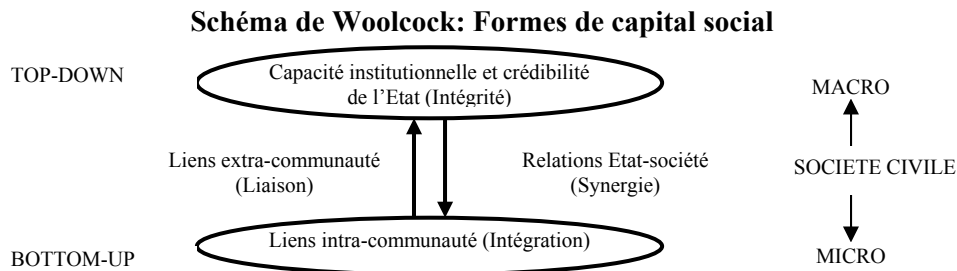 Schéma de Woolcock: Formes de capital social
TOP-DOWN
Capacité institutionnelle et crédibilité
de l'Etat (Intégrité)
MACRO
Liens extra-communauté
(Liaison)
Relations Etat-société
(Synergie)
SOCIETE CIVILE
Liens intra-communauté (Intégration)
BOTTOM-UP
MICRO